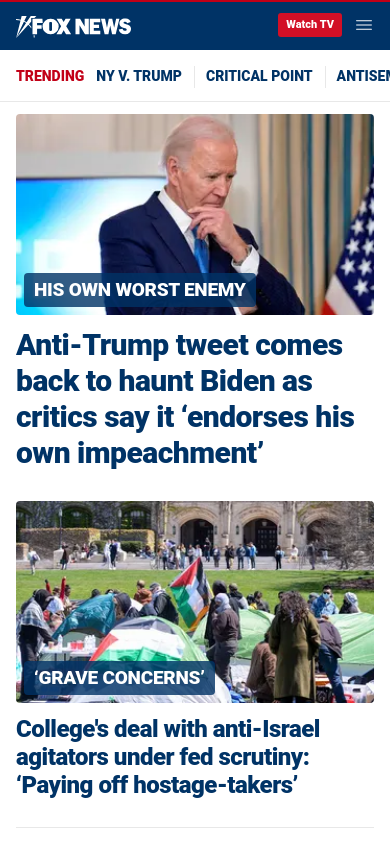 FOX NEWS
Watch TV
TRENDING NY V. TRUMP CRITICAL POINT ANTISEM
HIS OWN WORST ENEMY
Anti-Trump tweet comes
back to haunt Biden as
critics say it ‘endorses his
own impeachment’
‘GRAVE CONCERNS’
College's deal with anti-Israel
agitators under fed scrutiny:
‘Paying off hostage-takers’